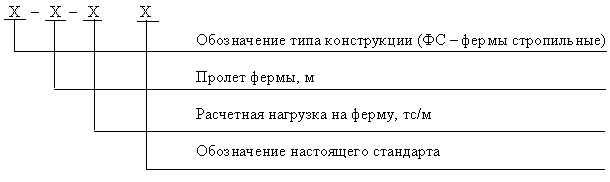 Х – Х – Х Х
Обозначение типа конструкции (ФС – фермы стропильные)
Пролет фермы, м
Расчетная нагрузка на ферму, тс/м
Обозначение настоящего стандарта